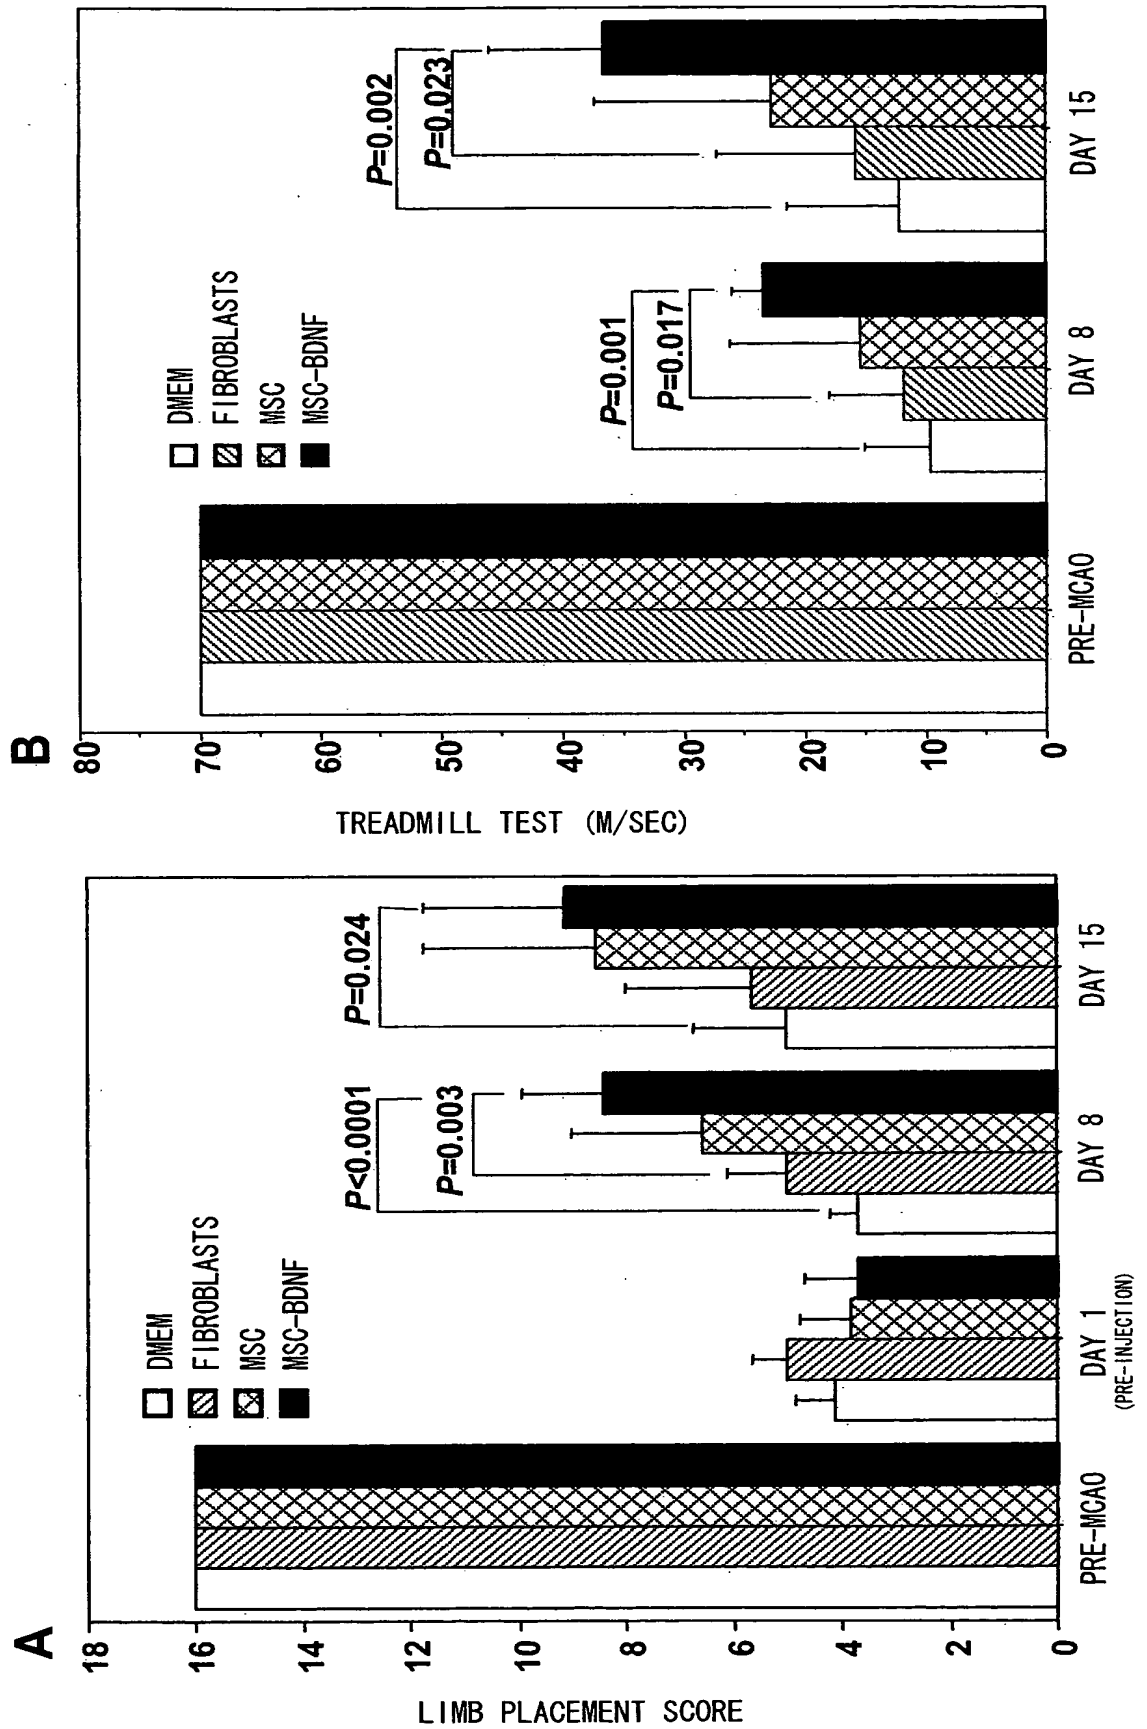 A
LIMB PLACEMENT SCORE
18
16
14
12
10
8
6
4
2
0
DMEM
FIBROBLASTS
MSC
MSC-BDNF
P<0.0001
P=0.003
P=0.024
PRE-MCAO
DAY 1
(PRE-INJECTION)
DAY 8
DAY 15
B
TREADMILL TEST (M/SEC)
80
70
60
50
40
30
20
10
0
DMEM
FIBROBLASTS
MSC
MSC-BDNF
P=0.001
P=0.017
P=0.002
P=0.023
PRE-MCAO
DAY 8
DAY 15